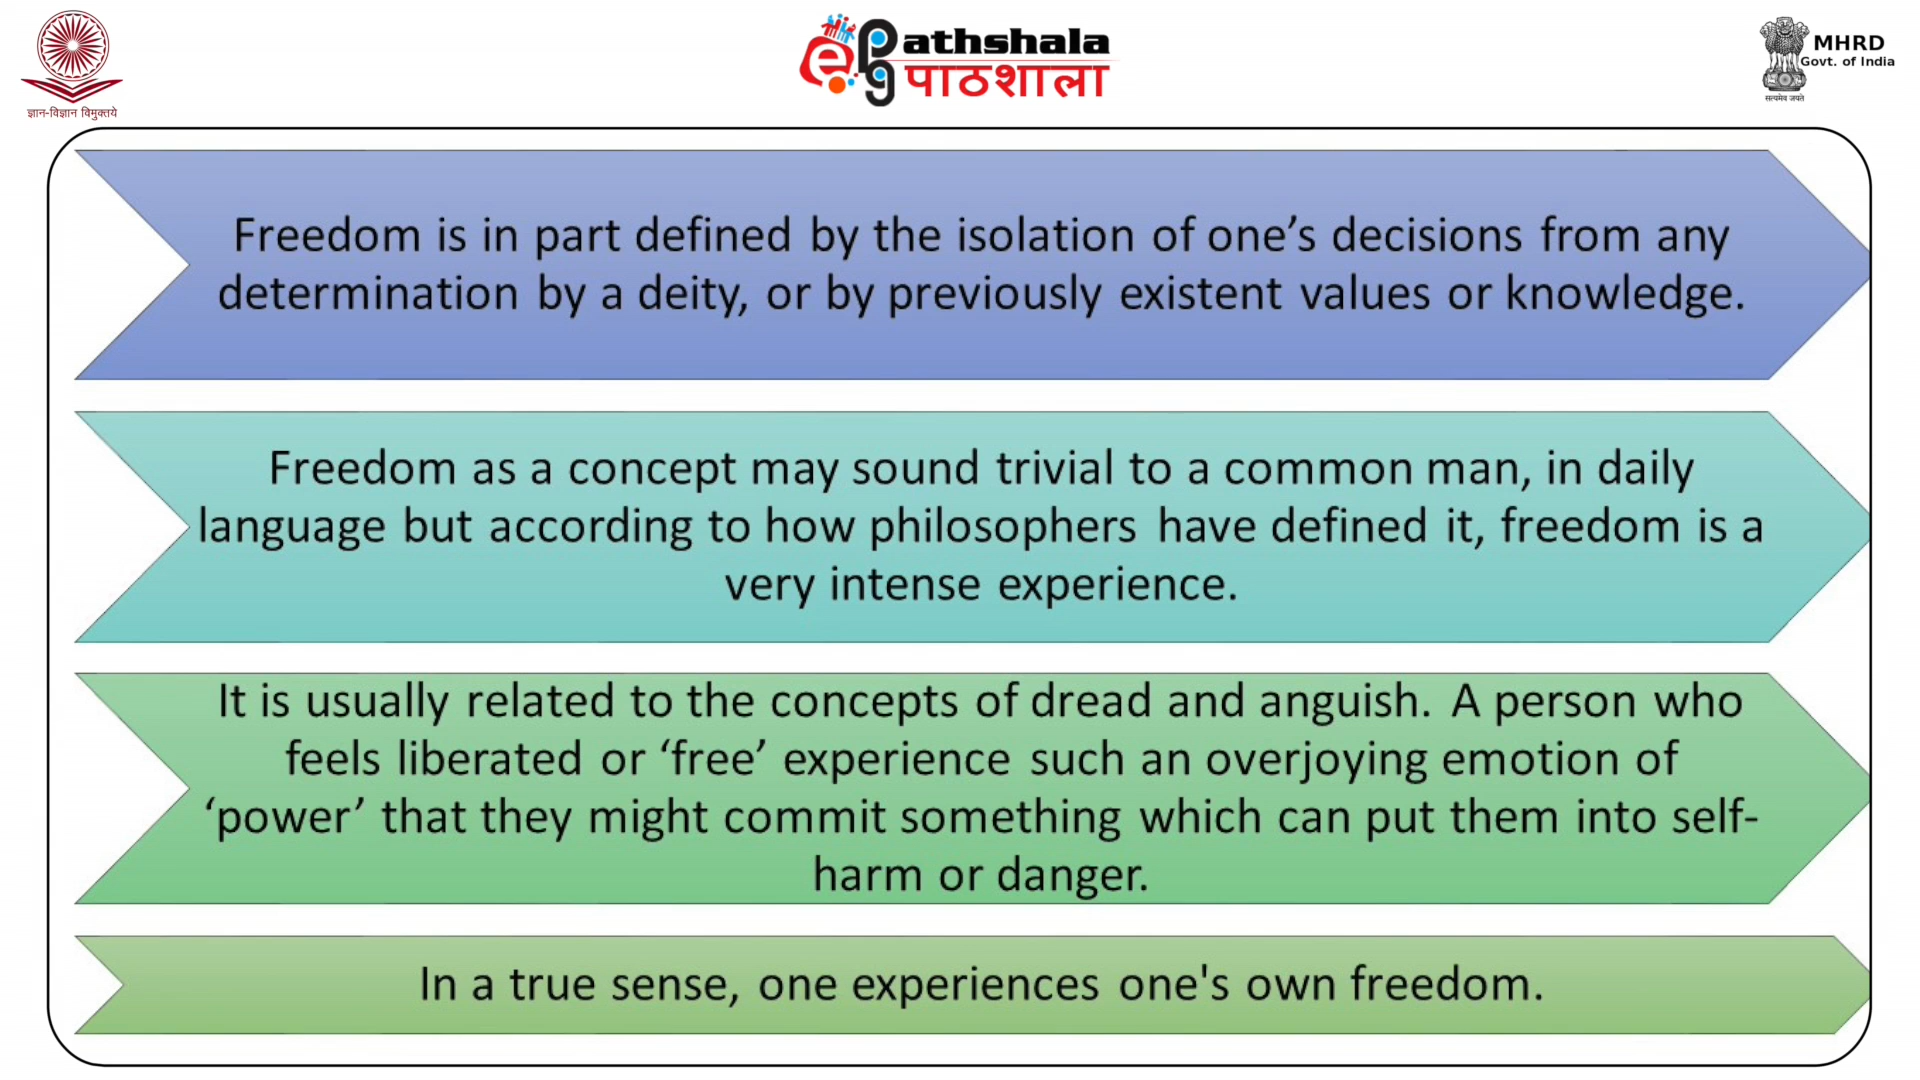 ज्ञान-विज्ञान विमुक्तये
epg
athshala
पाठशाला
MHRD
Govt. of India
सत्यमेव जयते
Freedom is in part defined by the isolation of one’s decisions from any
determination by a deity, or by previously existent values or knowledge.
Freedom as a concept may sound trivial to a common man, in daily
language but according to how philosophers have defined it, freedom is a
very intense experience.
It is usually related to the concepts of dread and anguish. A person who
feels liberated or ‘free’ experience such an overjoying emotion of
‘power’ that they might commit something which can put them into self-
harm or danger.
In a true sense, one experiences one's own freedom.